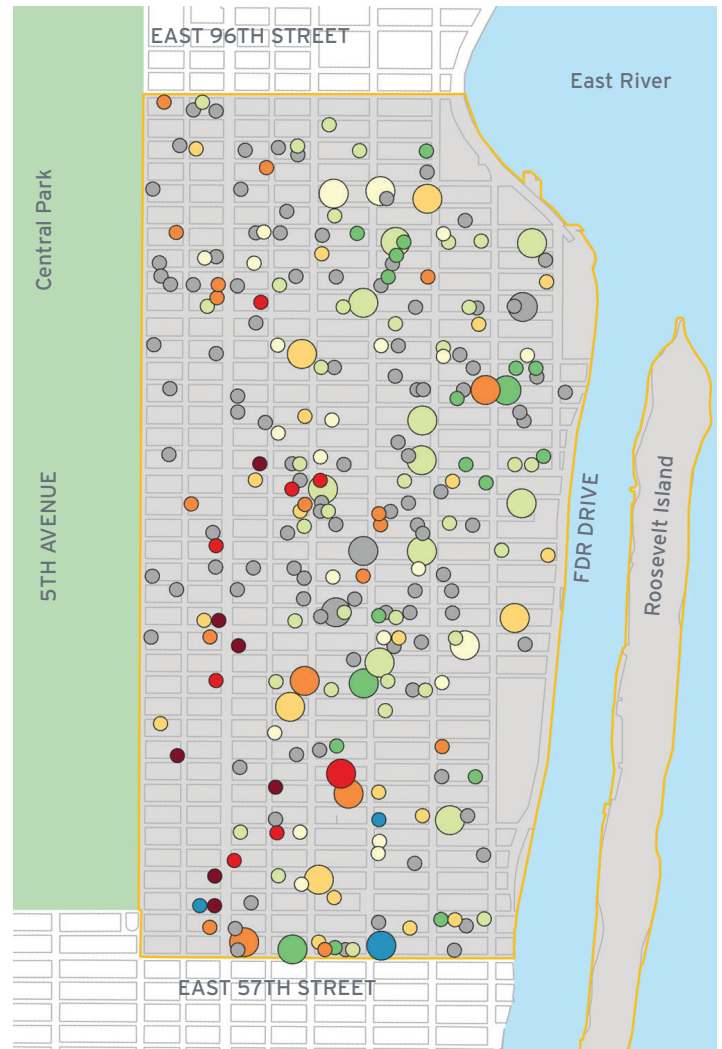 EAST 96TH STREET
East River
Central Park
5TH AVENUE
FDR DRIVE
Roosevelt Island
EAST 57TH STREET